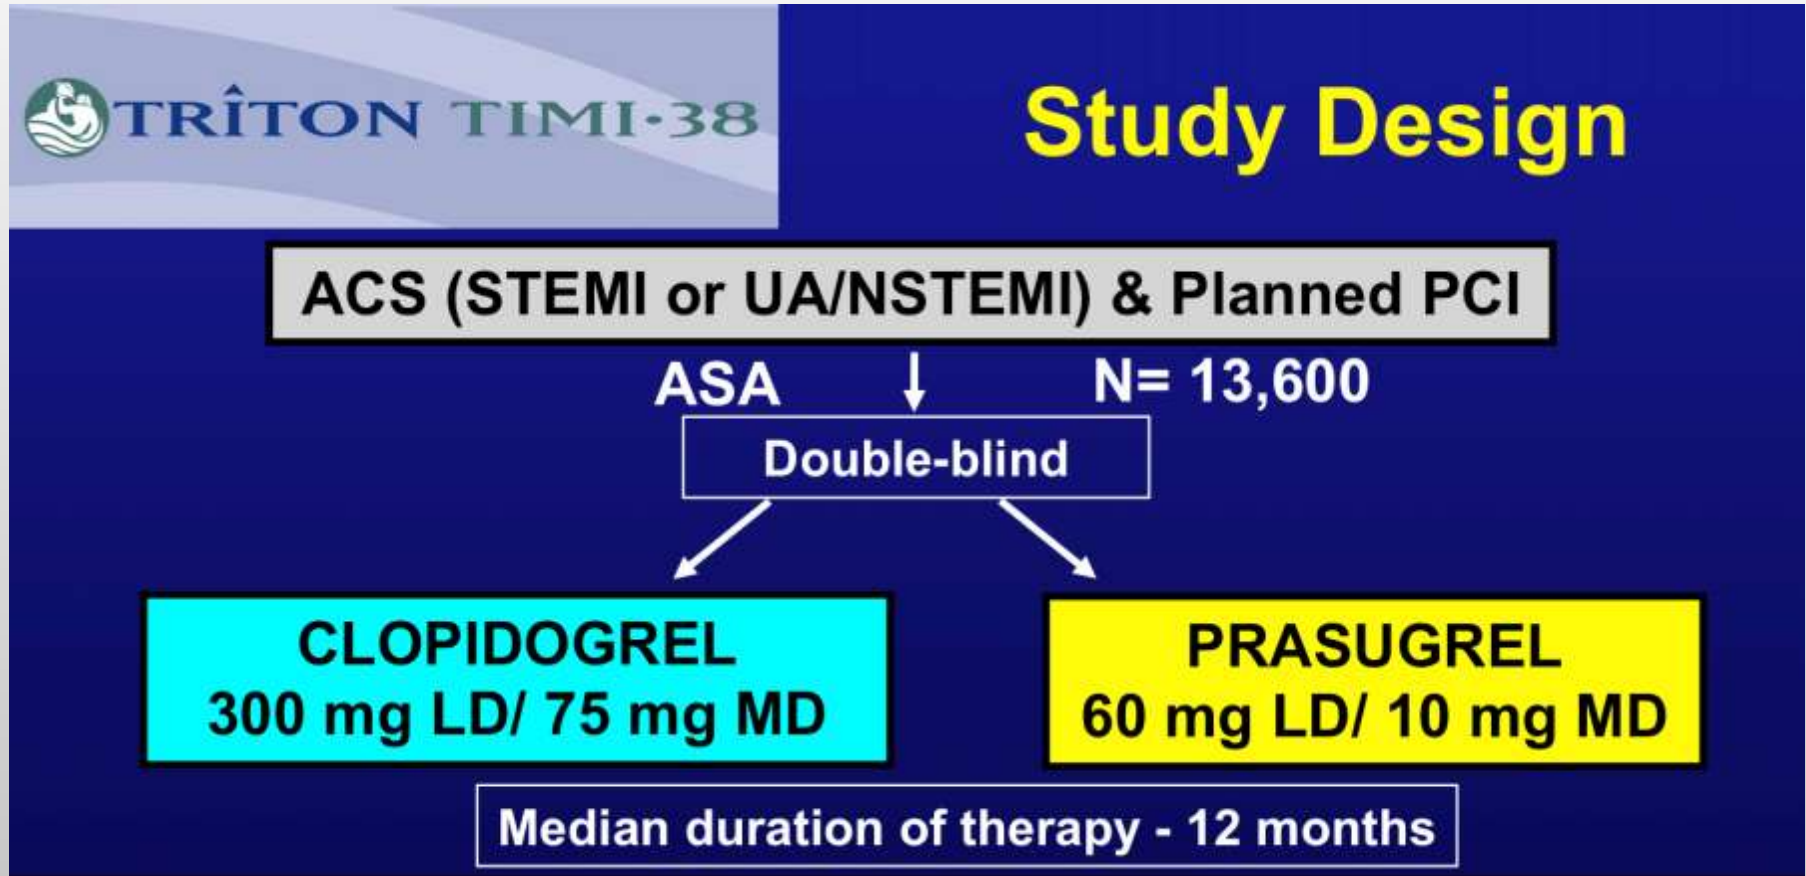 TRÎTON TIMI·38
Study Design
ACS (STEMI or UA/NSTEMI) & Planned PCI
ASA
N= 13,600
Double-blind
CLOPIDOGREL
300 mg LD/ 75 mg MD
PRASUGREL
60 mg LD/ 10 mg MD
Median duration of therapy - 12 months